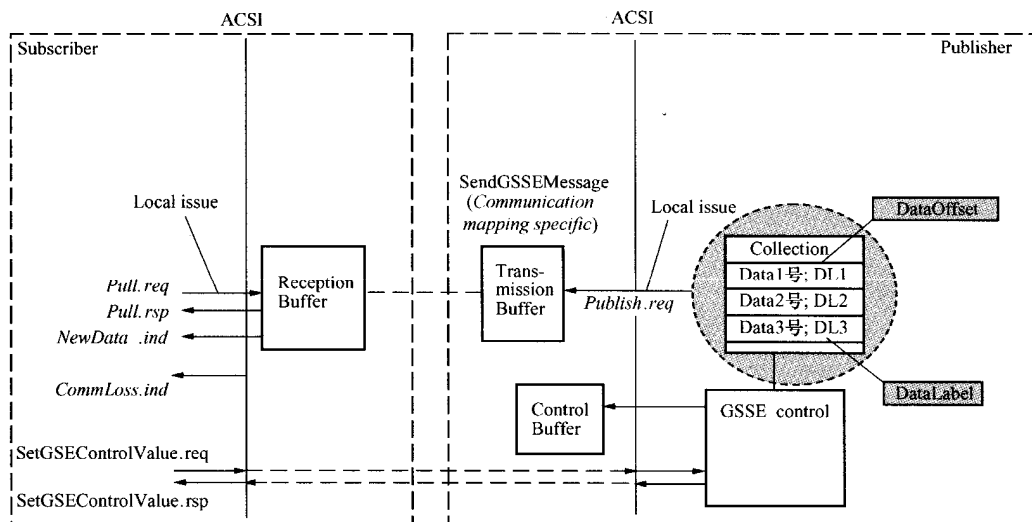 ACSI
ACSI
Subscriber
Publisher
SendGSSEMessage
(Communication
mapping specific)
Local issue
Local issue
DataOffset
Collection
Data1号; DL1
Data2号; DL2
Data3号; DL3
Reception
Buffer
Trans-
mission
Buffer
Pull.req
Pull.rsp
NewData .ind
CommLoss.ind
Publish.req
DataLabel
Control
Buffer
GSSE control
SetGSEControlValue.req
SetGSEControlValue.rsp